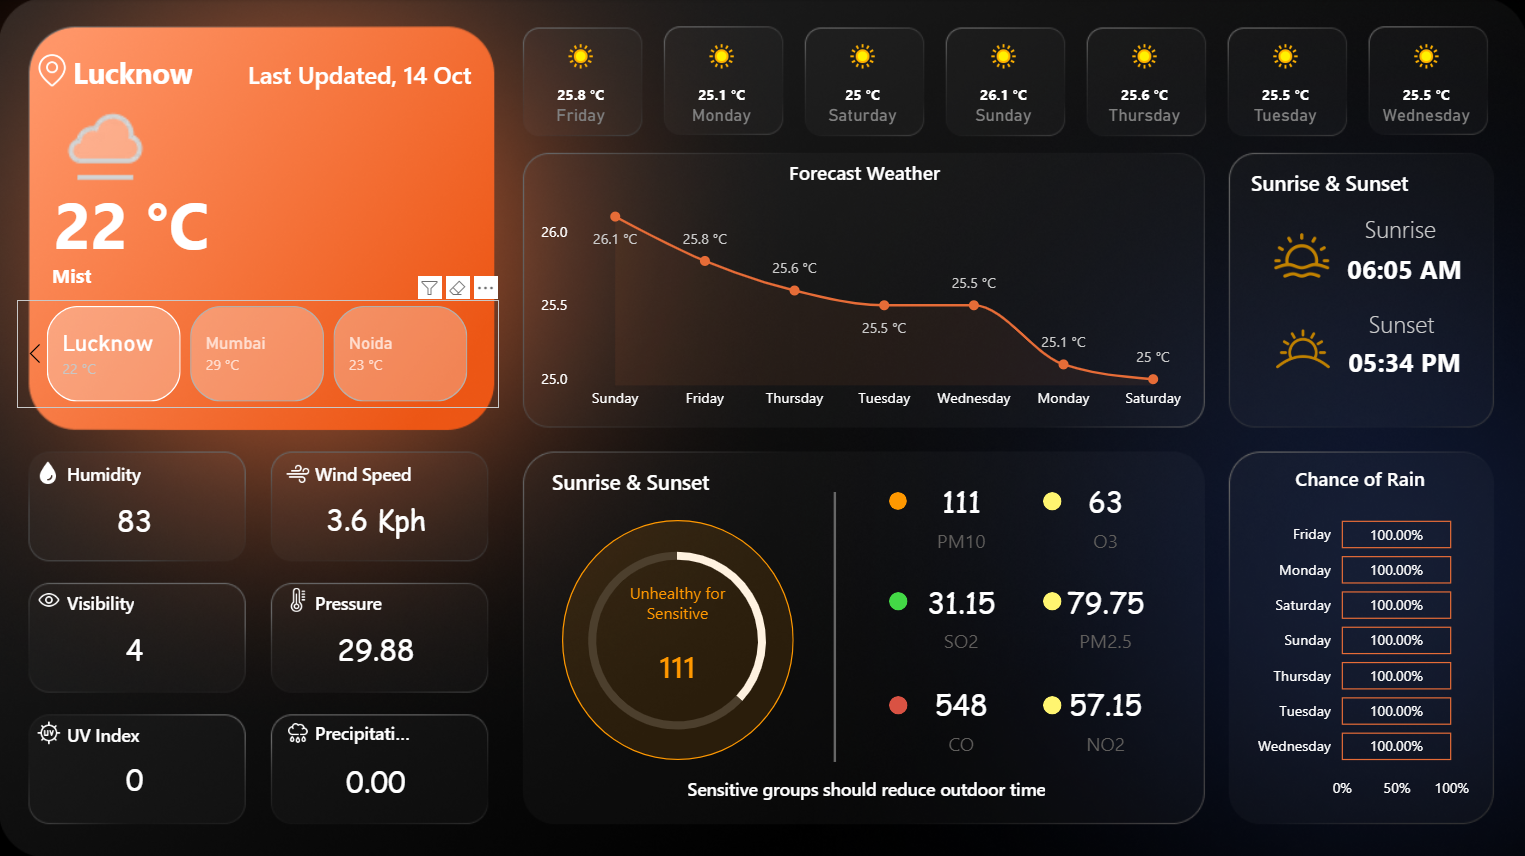 Lucknow
Last Updated, 14 Oct
22 °C
Mist
Lucknow
22 °C
Mumbai
29 °C
Noida
23 °C
25.8 °C
Friday
25.1 °C
Monday
25 °C
Saturday
26.1 °C
Sunday
25.6 °C
Thursday
25.5 °C
Tuesday
25.5 °C
Wednesday
Forecast Weather
26.0
25.5
25.0
26.1 °C
25.8 °C
25.6 °C
25.5 °C
25.5 °C
25.1 °C
25 °C
Sunday Friday Thursday Tuesday Wednesday Monday Saturday
Sunrise & Sunset
Sunrise
06:05 AM
Sunset
05:34 PM
Humidity
83
Wind Speed
3.6 Kph
Visibility
4
Pressure
29.88
UV
UV Index
0
Precipitati...
0.00
Sunrise & Sunset
Unhealthy for
Sensitive
111
111
PM10
63
O3
31.15
SO2
79.75
PM2.5
548
CO
57.15
NO2
Sensitive groups should reduce outdoor time
Chance of Rain
Friday 100.00%
Monday 100.00%
Saturday 100.00%
Sunday 100.00%
Thursday 100.00%
Tuesday 100.00%
Wednesday 100.00%
0% 50% 100%